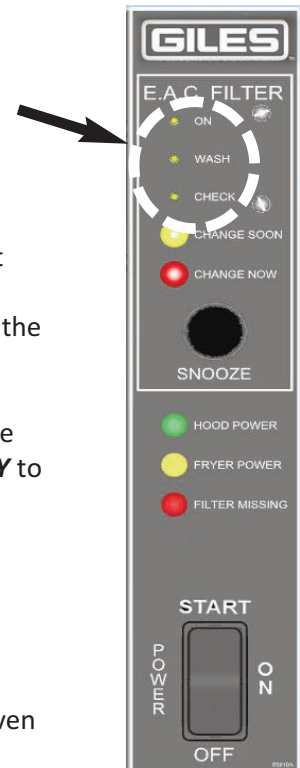 t
the
e
Y to
ven
GILES
E.A.C. FILTER
ON
WASH
CHECK
CHANGE SOON
CHANGE NOW
SNOOZE
HOOD POWER
FRYER POWER
FILTER MISSING
START
POWER
ON
OFF